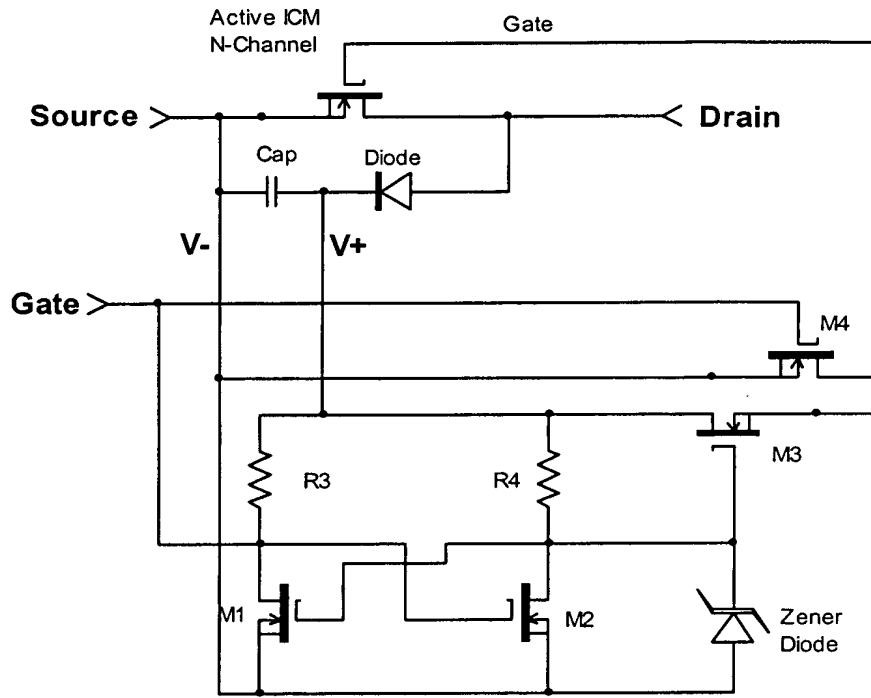 Active ICM
N-Channel
Gate
Source
Drain
Cap
Diode
V-
V+
Gate
M4
M3
R3
R4
M1
M2
Zener
Diode